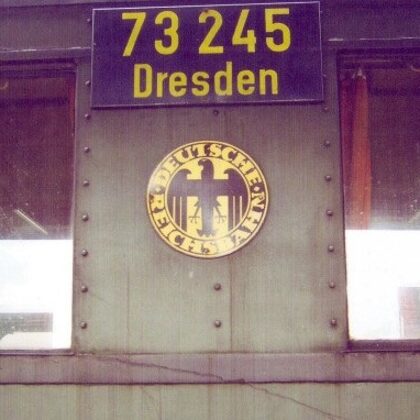 73 245
Dresden
DEUTSCHE
REICHSBAHN